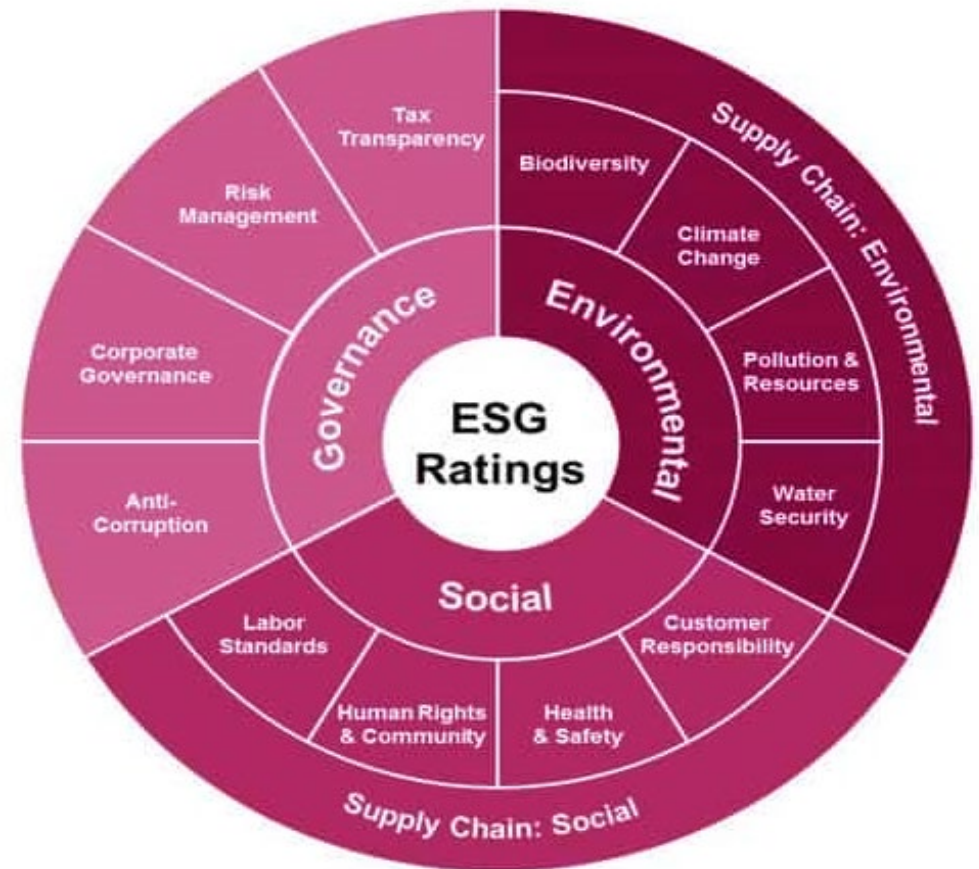 ESG
Ratings
Governance
Environmental
Social
Tax
Transparency
Risk
Management
Corporate
Governance
Anti-
Corruption
Biodiversity
Climate
Change
Pollution &
Resources
Water
Security
Supply Chain: Environmental
Customer
Responsibility
Health
& Safety
Human Rights
& Community
Labor
Standards
Supply Chain: Social